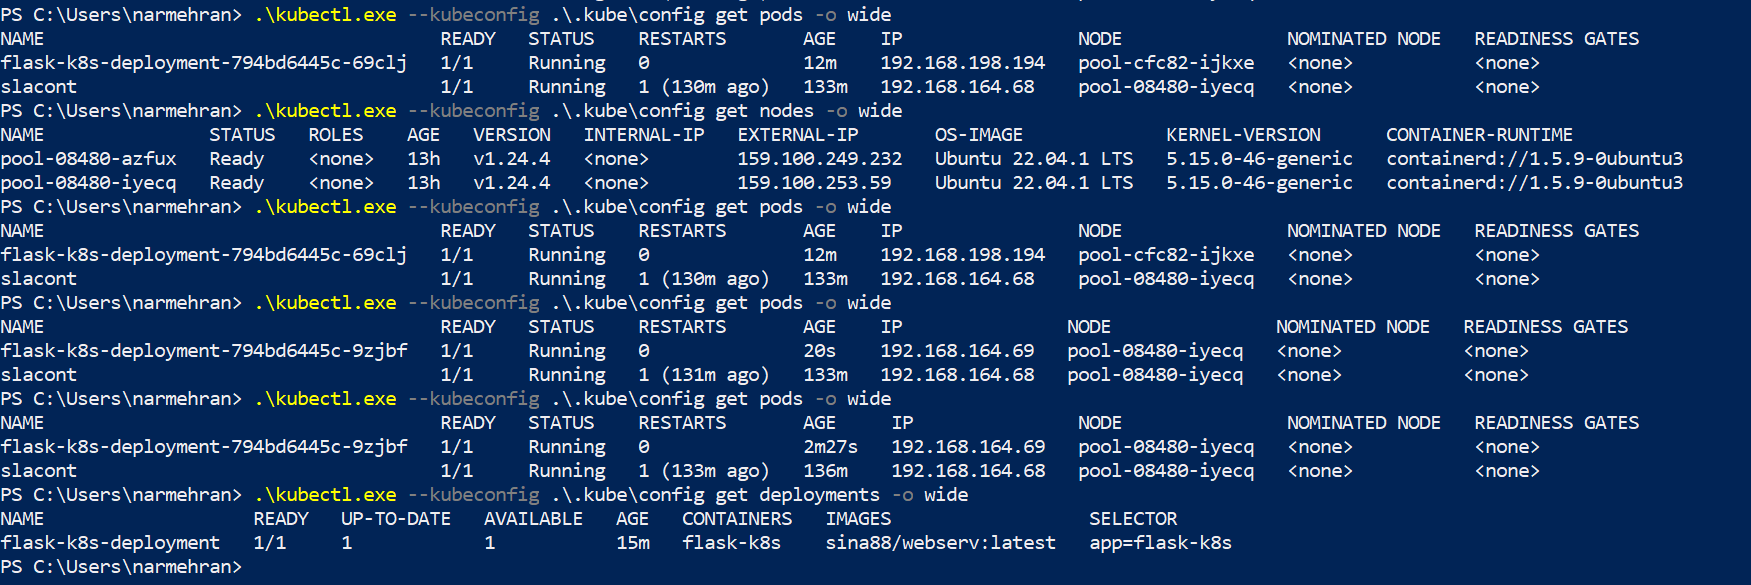 PS C:\Users\narmehran> .\kubectl.exe --kubeconfig .\.kube\config get pods -o wide
NAME READY STATUS RESTARTS AGE IP NODE NOMINATED NODE READINESS GATES
flask-k8s-deployment-794bd6445c-69clj 1/1 Running 0 12m 192.168.198.194 pool-cfc82-ijkxe <none> <none>
slacont 1/1 Running 1 (130m ago) 133m 192.168.164.68 pool-08480-iyecq <none> <none>
PS C:\Users\narmehran> .\kubectl.exe --kubeconfig .\.kube\config get nodes -o wide
NAME STATUS ROLES AGE VERSION INTERNAL-IP EXTERNAL-IP OS-IMAGE KERNEL-VERSION CONTAINER-RUNTIME
pool-08480-azfux Ready <none> 13h v1.24.4 <none> 159.100.249.232 Ubuntu 22.04.1 LTS 5.15.0-46-generic containerd://1.5.9-0ubuntu3
pool-08480-iyecq Ready <none> 13h v1.24.4 <none> 159.100.253.59 Ubuntu 22.04.1 LTS 5.15.0-46-generic containerd://1.5.9-0ubuntu3
PS C:\Users\narmehran> .\kubectl.exe --kubeconfig .\.kube\config get pods -o wide
NAME READY STATUS RESTARTS AGE IP NODE NOMINATED NODE READINESS GATES
flask-k8s-deployment-794bd6445c-69clj 1/1 Running 0 12m 192.168.198.194 pool-cfc82-ijkxe <none> <none>
slacont 1/1 Running 1 (130m ago) 133m 192.168.164.68 pool-08480-iyecq <none> <none>
PS C:\Users\narmehran> .\kubectl.exe --kubeconfig .\.kube\config get pods -o wide
NAME READY STATUS RESTARTS AGE IP NODE NOMINATED NODE READINESS GATES
flask-k8s-deployment-794bd6445c-9zjbf 1/1 Running 0 20s 192.168.164.69 pool-08480-iyecq <none> <none>
slacont 1/1 Running 1 (131m ago) 133m 192.168.164.68 pool-08480-iyecq <none> <none>
PS C:\Users\narmehran> .\kubectl.exe --kubeconfig .\.kube\config get pods -o wide
NAME READY STATUS RESTARTS AGE IP NODE NOMINATED NODE READINESS GATES
flask-k8s-deployment-794bd6445c-9zjbf 1/1 Running 0 2m27s 192.168.164.69 pool-08480-iyecq <none> <none>
slacont 1/1 Running 1 (133m ago) 136m 192.168.164.68 pool-08480-iyecq <none> <none>
PS C:\Users\narmehran> .\kubectl.exe --kubeconfig .\.kube\config get deployments -o wide
NAME READY UP-TO-DATE AVAILABLE AGE CONTAINERS IMAGES SELECTOR
flask-k8s-deployment 1/1 1 1 15m flask-k8s sina88/webserv:latest app=flask-k8s
PS C:\Users\narmehran>